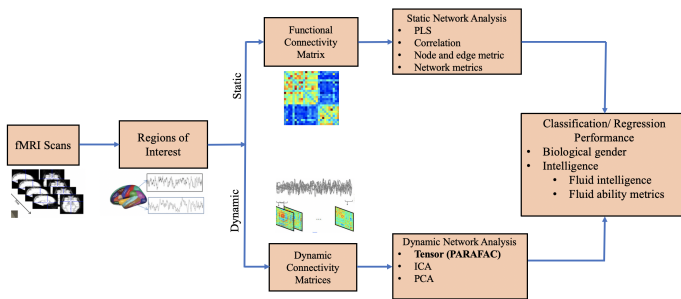 fMRI Scans
Regions of
Interest
Static
Dynamic
Functional
Connectivity
Matrix
Static Network Analysis
• PLS
• Correlation
• Node and edge metric
• Network metrics
Dynamic
Connectivity
Matrices
Dynamic Network Analysis
• Tensor (PARAFAC)
• ICA
• PCA
Classification/ Regression
Performance
• Biological gender
• Intelligence
• Fluid intelligence
• Fluid ability metrics